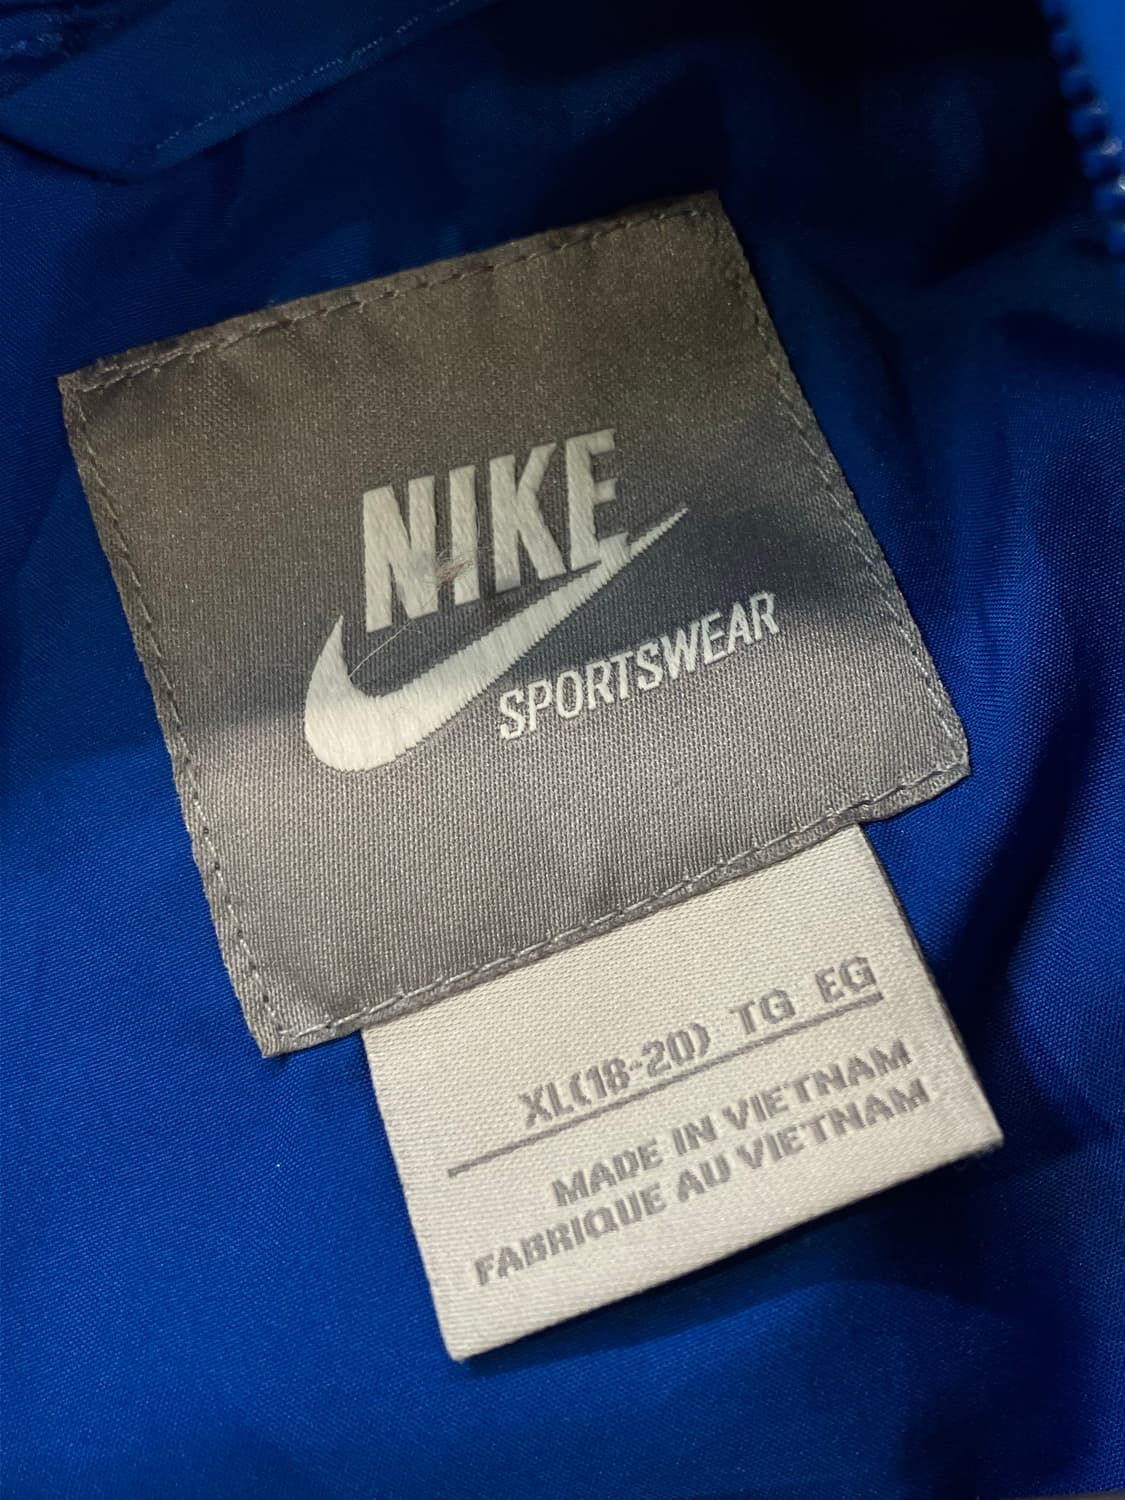 NIKE
SPORTSWEAR
XL(18-20) TG EG
MADE IN VIETNAM
FABRIQUE AU VIETNAM